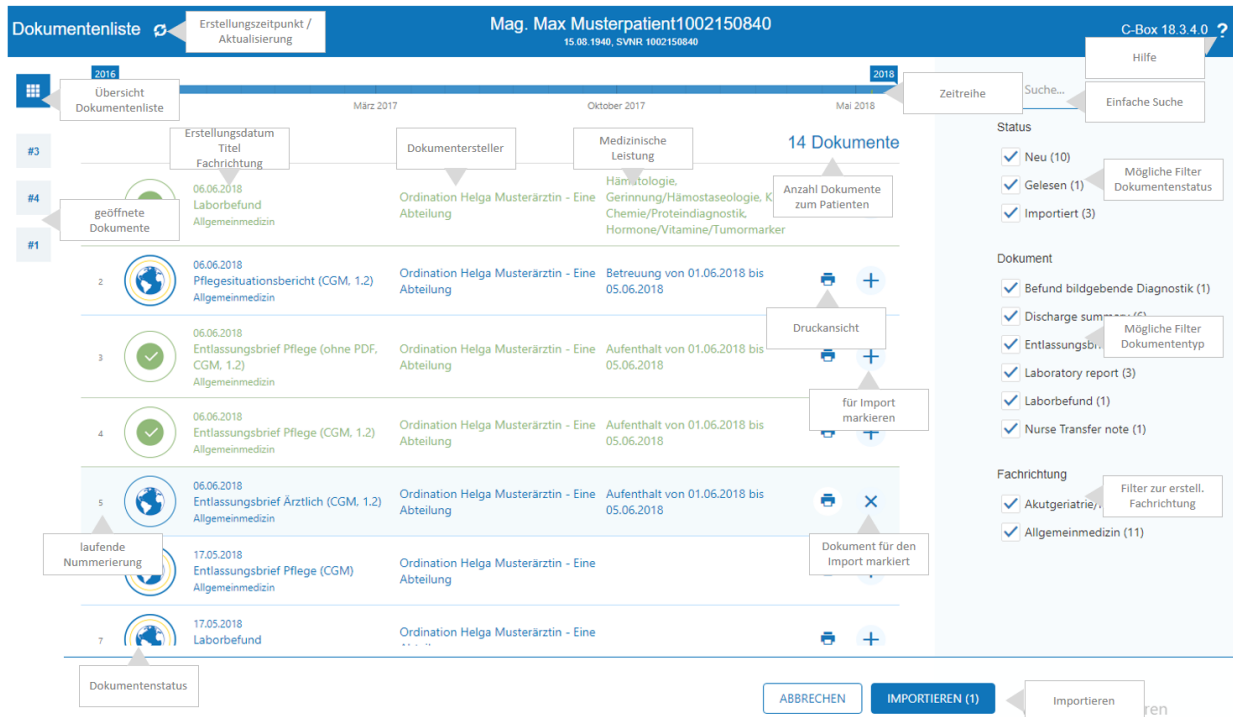 Dokumentenliste
Erstellungszeitpunkt /
Aktualisierung
Mag. Max Musterpatient1002150840
15.08.1940, SVNR 1002150840
C-Box 18.3.4.0 ?
Hilfe
2016
2018
Übersicht
Dokumentenliste
März 2017
Oktober 2017
Mai 2018
Zeitreihe
Suche...
Einfache Suche
#3
#4
#1
geöffnete
Dokumente
Erstellungsdatum
Titel
Fachrichtung
Dokumentersteller
Medizinische
Leistung
14 Dokumente
Anzahl Dokumente
zum Patienten
06.06.2018
Laborbefund
Allgemeinmedizin
Ordination Helga Musterärztin - Eine
Abteilung
Hämatologie,
Gerinnung/Hämostaseologie, K
Chemie/Proteindiagnostik,
Hormone/Vitamine/Tumormarker
2
06.06.2018
Pflegesituationsbericht (CGM, 1.2)
Allgemeinmedizin
Ordination Helga Musterärztin - Eine
Abteilung
Betreuung von 01.06.2018 bis
05.06.2018
Druckansicht
3
06.06.2018
Entlassungsbrief Pflege (ohne PDF,
CGM, 1.2)
Allgemeinmedizin
Ordination Helga Musterärztin - Eine
Abteilung
Aufenthalt von 01.06.2018 bis
05.06.2018
für Import
markieren
4
06.06.2018
Entlassungsbrief Pflege (CGM, 1.2)
Allgemeinmedizin
Ordination Helga Musterärztin - Eine
Abteilung
Aufenthalt von 01.06.2018 bis
05.06.2018
5
06.06.2018
Entlassungsbrief Ärztlich (CGM, 1.2)
Allgemeinmedizin
Ordination Helga Musterärztin - Eine
Abteilung
Aufenthalt von 01.06.2018 bis
05.06.2018
laufende
Nummerierung
Dokument für den
Import markiert
17.05.2018
Entlassungsbrief Pflege (CGM)
Allgemeinmedizin
Ordination Helga Musterärztin - Eine
Abteilung
7
17.05.2018
Laborbefund
Ordination Helga Musterärztin - Eine
Dokumentenstatus
Status
Neu (10)
Gelesen (1)
Importiert (3)
Mögliche Filter
Dokumentenstatus
Dokument
Befund bildgebende Diagnostik (1)
Discharge summary (6)
Mögliche Filter
Dokumententyp
Laboratory report (3)
Laborbefund (1)
Nurse Transfer note (1)
Fachrichtung
Akutgeriatrie/
Allgemeinmedizin (11)
Filter zur erstell.
Fachrichtung
ABBRECHEN
IMPORTIEREN (1)
Importieren